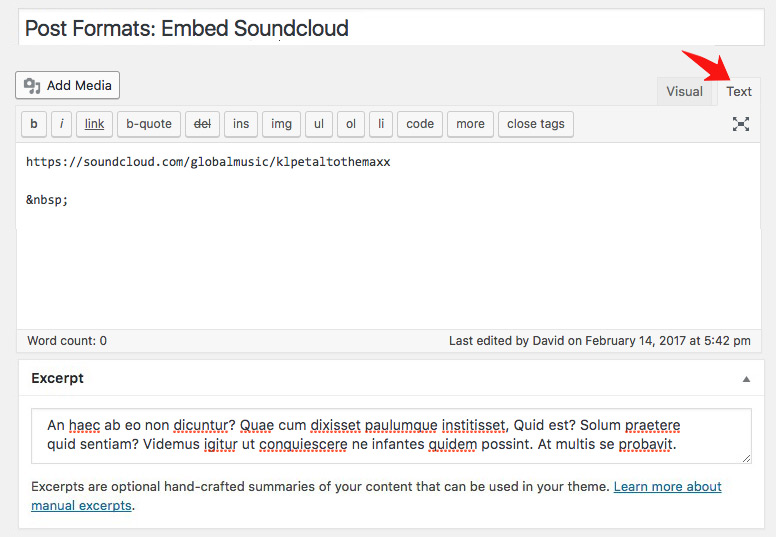 Post Formats: Embed Soundcloud
Add Media
Visual Text
b i link b-quote del ins img ul ol li code more close tags
https://soundcloud.com/globalmusic/klpetaltothemaxx
&nbsp;
Word count: 0 Last edited by David on February 14, 2017 at 5:42 pm
Excerpt
An haec ab eo non dicuntur? Quae cum dixisset paulumque institisset, Quid est? Solum praetere
quid sentiam? Videmus igitur ut conquiescere ne infantes quidem possint. At multis se probavit.
Excerpts are optional hand-crafted summaries of your content that can be used in your theme. Learn more about
manual excerpts.